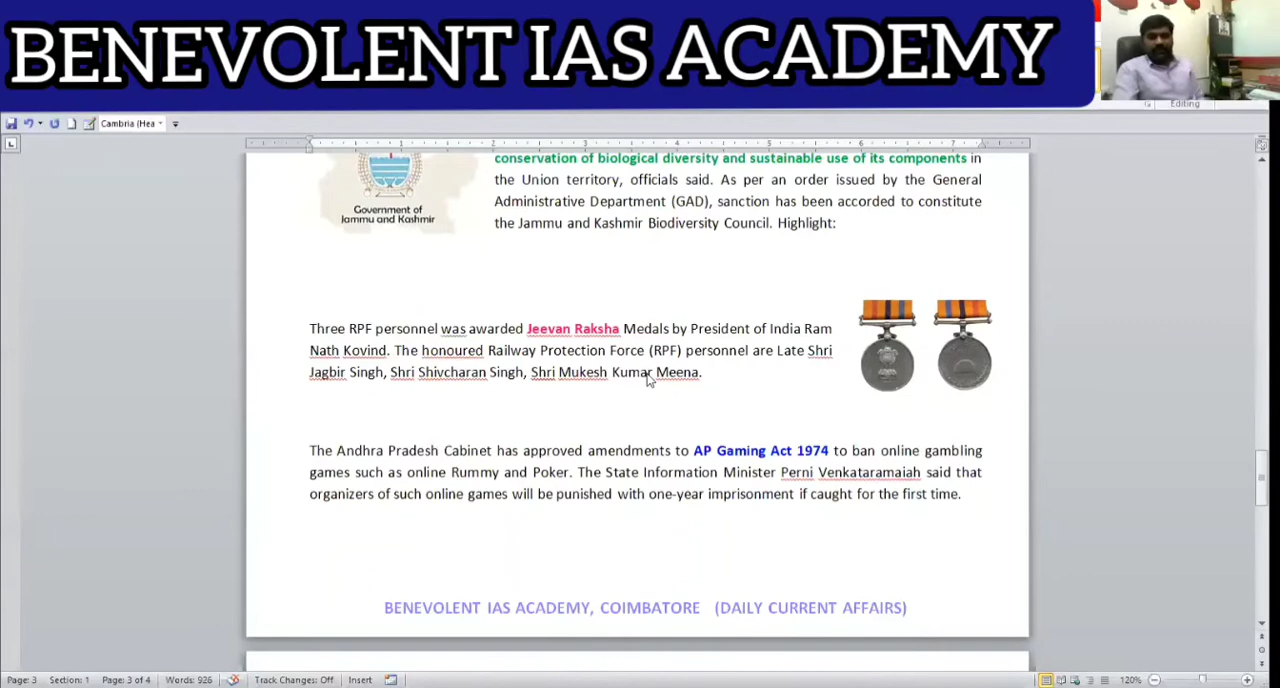 BENEVOLENT IAS ACADEMY
Editing
Cambria (Hea
1 2 3 4 5 6 7
conservation of biological diversity and sustainable use of its components in
the Union territory, officials said. As per an order issued by the General
Administrative Department (GAD), sanction has been accorded to constitute
the Jammu and Kashmir Biodiversity Council. Highlight:
Government of
Jammu and Kashmir
Three RPF personnel was awarded Jeevan Raksha Medals by President of India Ram
Nath Kovind. The honoured Railway Protection Force (RPF) personnel are Late Shri
Jagbir Singh, Shri Shivcharan Singh, Shri Mukesh Kumar Meena.
The Andhra Pradesh Cabinet has approved amendments to AP Gaming Act 1974 to ban online gambling
games such as online Rummy and Poker. The State Information Minister Perni Venkataramaiah said that
organizers of such online games will be punished with one-year imprisonment if caught for the first time.
BENEVOLENT IAS ACADEMY, COIMBATORE (DAILY CURRENT AFFAIRS)
Page: 3 Section: 1 Page: 3 of 4 Words: 926 Track Changes: Off Insert 120%